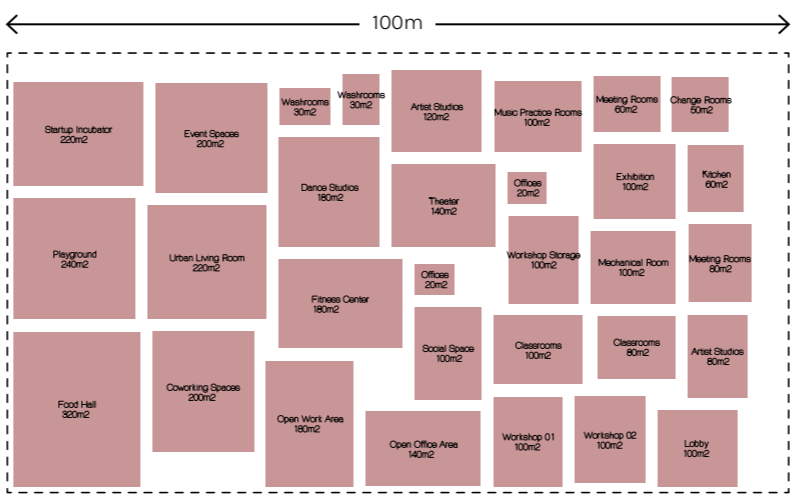 100m
Startup Incubator
220m2
Event Spaces
200m2
Washrooms
30m2
Washrooms
30m2
Artist Studios
120m2
Music Practice Rooms
100m2
Meeting Rooms
60m2
Change Rooms
50m2
Dance Studios
180m2
Theater
140m2
Offices
20m2
Exhibition
100m2
Kitchen
60m2
Playground
240m2
Urban Living Room
220m2
Workshop Storage
100m2
Mechanical Room
100m2
Meeting Rooms
80m2
Fitness Center
180m2
Offices
20m2
Social Space
100m2
Classrooms
100m2
Classrooms
80m2
Artist Studios
80m2
Food Hall
320m2
Coworking Spaces
200m2
Open Work Area
180m2
Open Office Area
140m2
Workshop 01
100m2
Workshop 02
100m2
Lobby
100m2